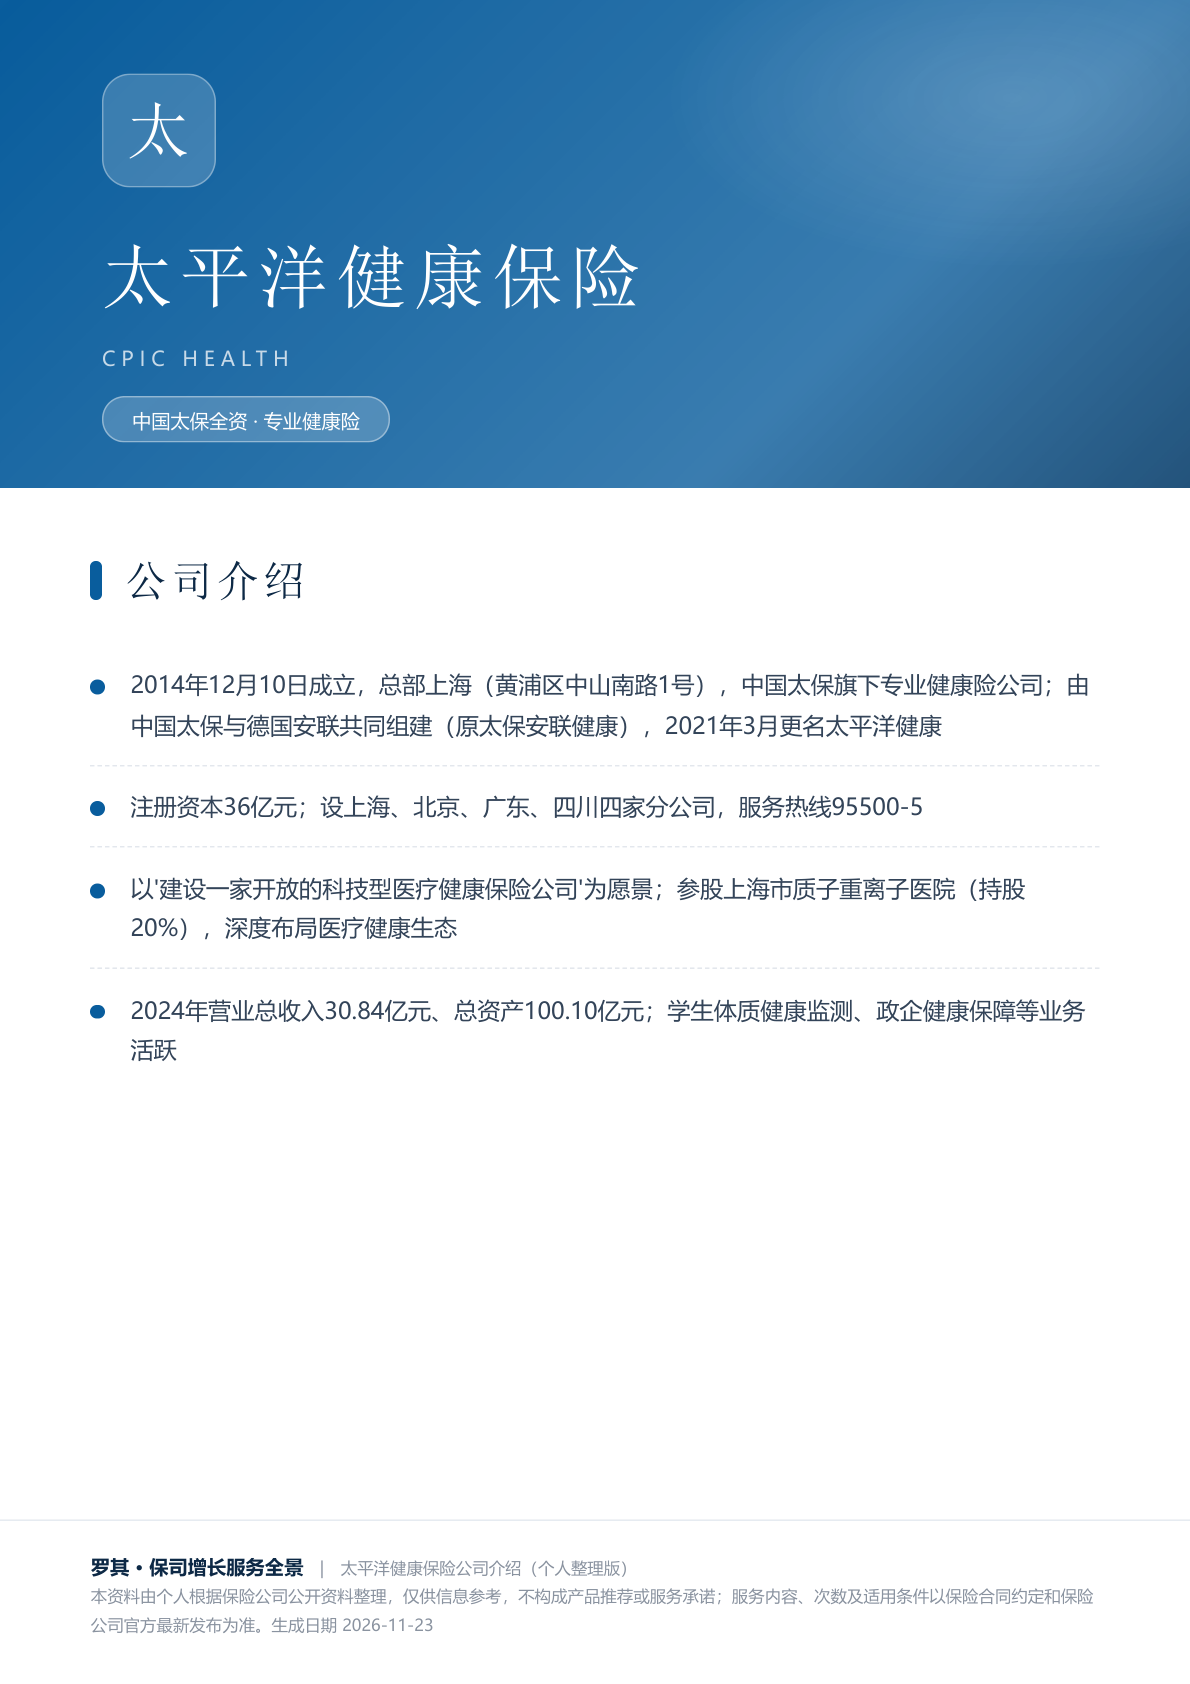 太
太平洋健康保险
CPIC HEALTH
中国太保全资 · 专业健康险
公司介绍
2014年12月10日成立，总部上海（黄浦区中山南路1号），中国太保旗下专业健康险公司；由
中国太保与德国安联共同组建（原太保安联健康），2021年3月更名太平洋健康
注册资本36亿元；设上海、北京、广东、四川四家分公司，服务热线95500-5
以'建设一家开放的科技型医疗健康保险公司'为愿景；参股上海市质子重离子医院（持股
20%），深度布局医疗健康生态
2024年营业总收入30.84亿元、总资产100.10亿元；学生体质健康监测、政企健康保障等业务
活跃
罗其 • 保司增长服务全景 | 太平洋健康保险公司介绍（个人整理版）
本资料由个人根据保险公司公开资料整理，仅供信息参考，不构成产品推荐或服务承诺；服务内容、次数及适用条件以保险合同约定和保险
公司官方最新发布为准。生成日期 2026-11-23